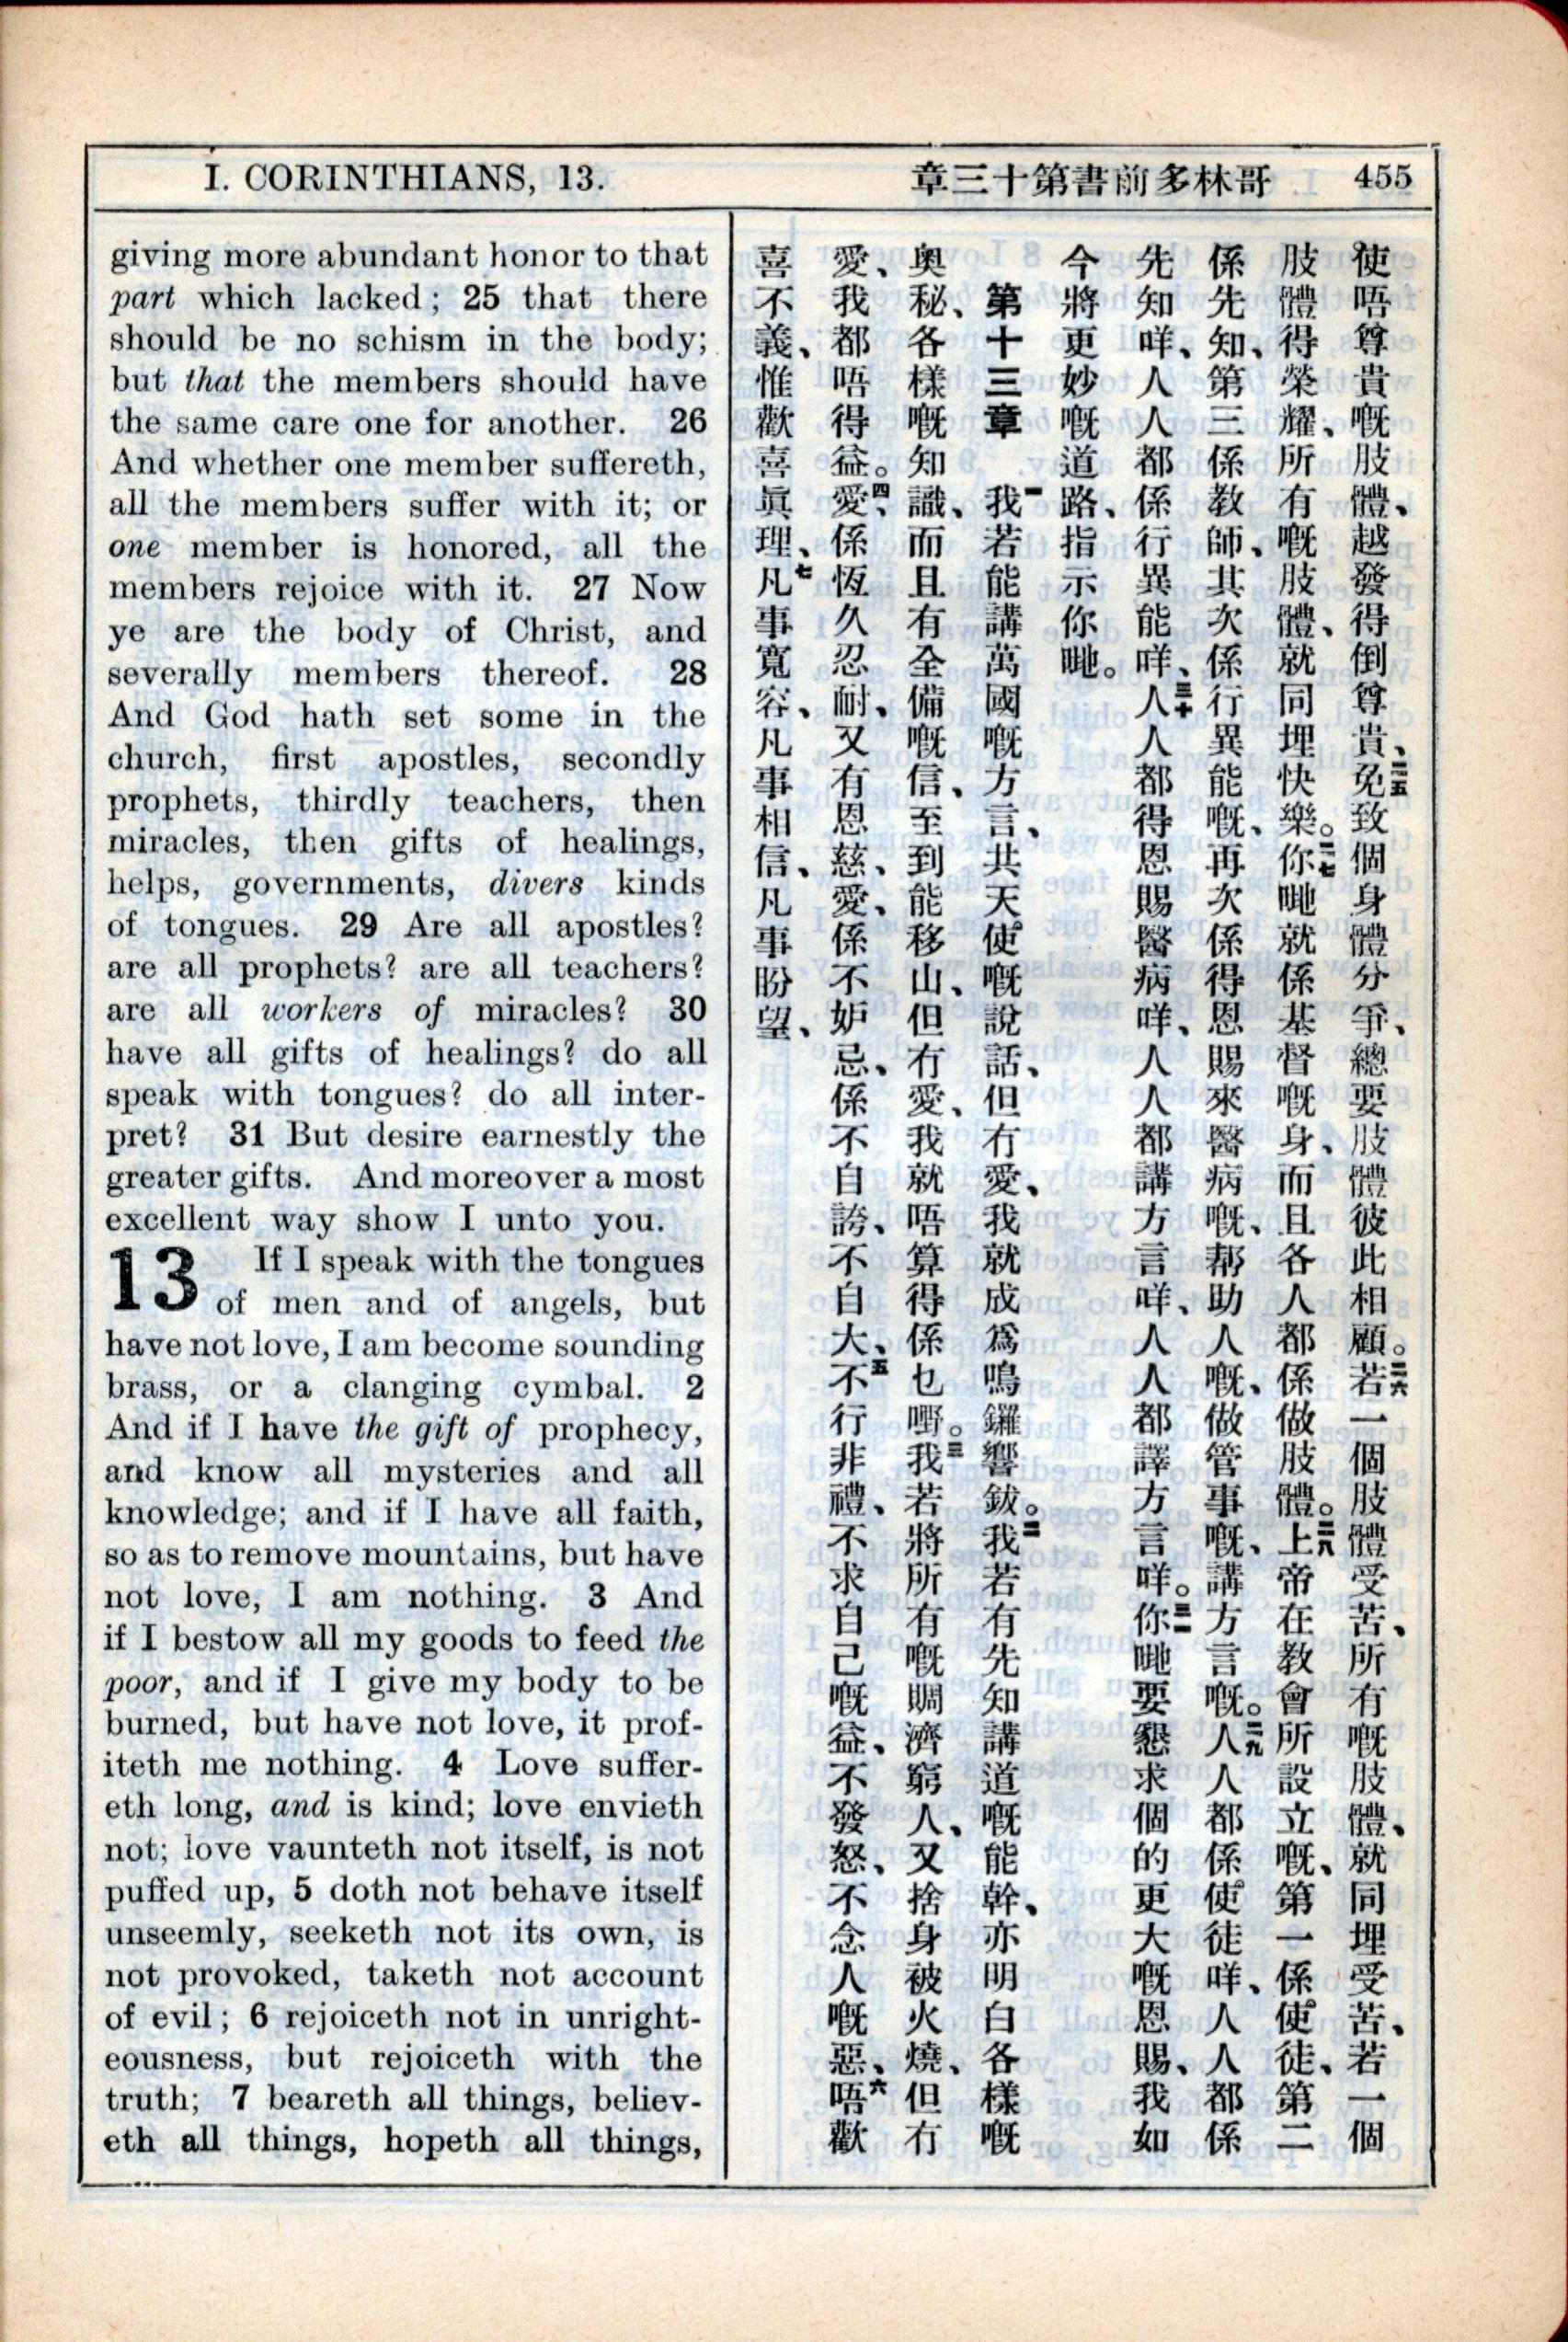 I. CORINTHIANS, 13.
章三十第書前多林哥 455
giving more abundant honor to that
part which lacked; 25 that there
should be no schism in the body;
but that the members should have
the same care one for another. 26
And whether one member suffereth,
all the members suffer with it; or
one member is honored, all the
members rejoice with it. 27 Now
ye are the body of Christ, and
severally members thereof. 28
And God hath set some in the
church, first apostles, secondly
prophets, thirdly teachers, then
miracles, then gifts of healings,
helps, governments, divers kinds
of tongues. 29 Are all apostles?
are all prophets? are all teachers?
are all workers of miracles? 30
have all gifts of healings? do all
speak with tongues? do all inter-
pret? 31 But desire earnestly the
greater gifts. And moreover a most
excellent way show I unto you.
13 If I speak with the tongues
of men and of angels, but
have not love, I am become sounding
brass, or a clanging cymbal. 2
And if I have the gift of prophecy,
and know all mysteries and all
knowledge; and if I have all faith,
so as to remove mountains, but have
not love, I am nothing. 3 And
if I bestow all my goods to feed the
poor, and if I give my body to be
burned, but have not love, it prof-
iteth me nothing. 4 Love suffer-
eth long, and is kind; love envieth
not; love vaunteth not itself, is not
puffed up, 5 doth not behave itself
unseemly, seeketh not its own, is
not provoked, taketh not account
of evil; 6 rejoiceth not in unright-
eousness, but rejoiceth with the
truth; 7 beareth all things, believ-
eth all things, hopeth all things,
使唔尊貴嘅肢體、越發得倒尊貴、二五免致個身體分爭、總要肢體彼此相顧。二六若一個肢體受苦、所有嘅肢體、就同埋受苦、若一個
肢體得榮耀、所有嘅肢體、就同埋快樂。二七你哋就係基督嘅身、而且各人都係做肢體。二八上帝在教會所設立嘅、第一係使徒、第二
係先知、第三係教師、其次係行異能嘅、再次係得恩賜來醫病嘅、帮助人嘅、做管事嘅、講方言嘅。二九人人都係使徒咩、人人都係
先知咩、人人都係行異能咩、三十人人都得恩賜醫病咩、人人都講方言咩、人人都譯方言咩。三一你哋要懇求個的更大嘅恩賜、我如
今將更妙嘅道路、指示你哋。
第十三章 一我若能講萬國嘅方言、共天使嘅說話、但冇愛、我就成爲鳴鑼響鈸。二我若有先知講道嘅能幹、亦明白各樣嘅
奧秘、各樣嘅知識、而且有全備嘅信、至到能移山、但冇愛、我就唔算得係乜嘢。三我若將所有嘅賙濟窮人、又捨身被火燒、但冇
愛、我都唔得益。四愛、係恆久忍耐、又有恩慈、愛、係不妒忌、係不自誇、不自大、五不行非禮、不求自己嘅益、不發怒、不念人嘅惡、六唔歡
喜不義、惟歡喜眞理、七凡事寬容、凡事相信、凡事盼望、